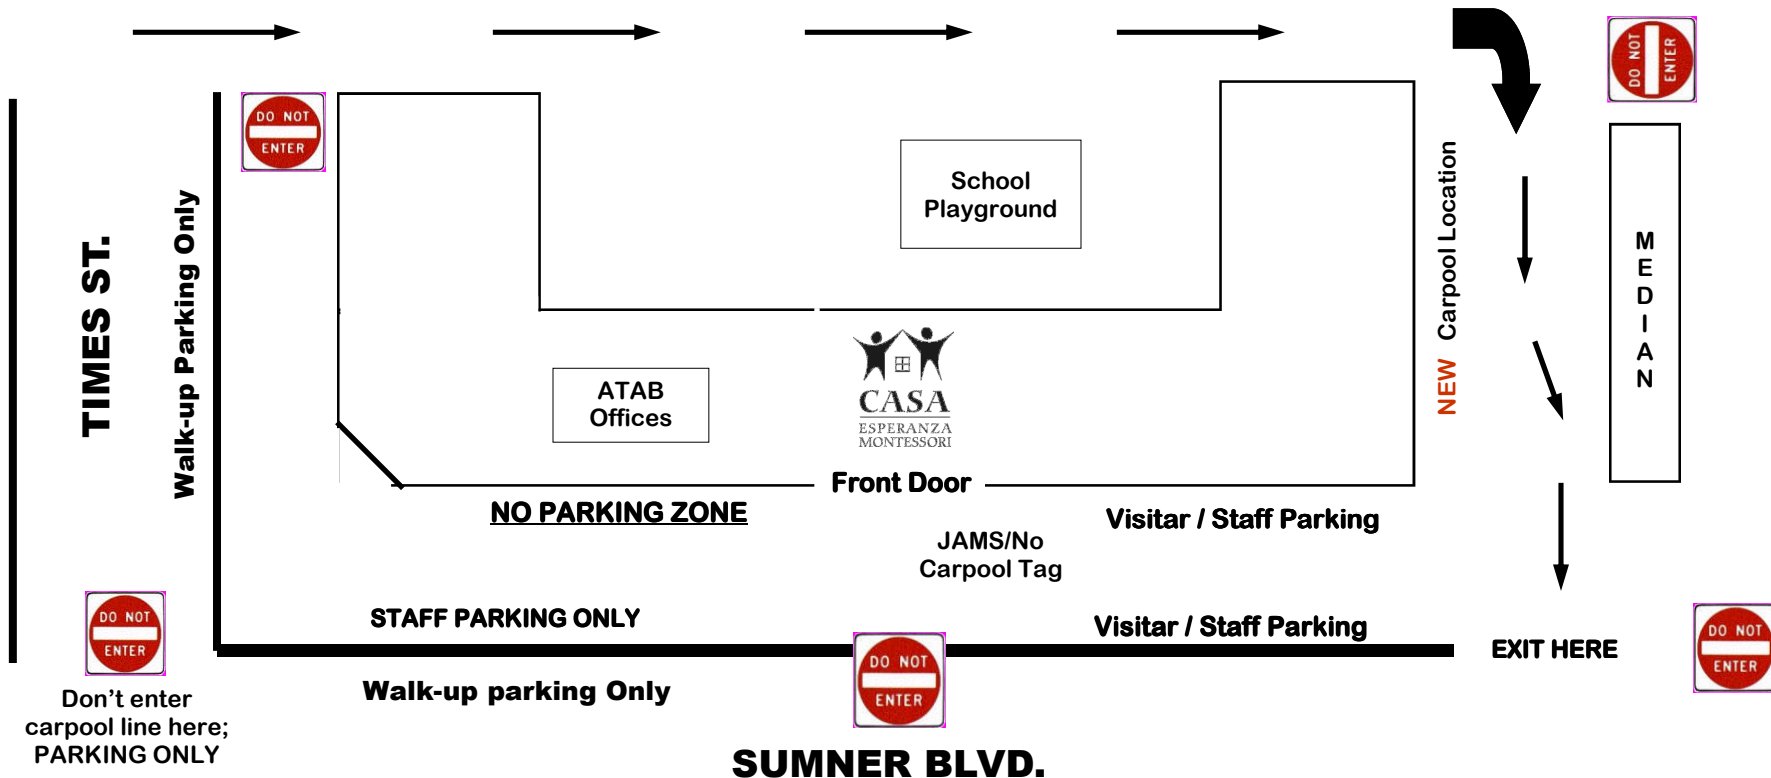 DO NOT
ENTER
DO NOT
ENTER
School
Playground
NEW Carpool Location
MEDIAN
TIMES ST.
Walk-up Parking Only
ATAB
Offices
CASA
ESPERANZA
MONTESSORI
Front Door
NO PARKING ZONE
Visitar / Staff Parking
JAMS/No
Carpool Tag
DO NOT
ENTER
STAFF PARKING ONLY
Visitar / Staff Parking
DO NOT
ENTER
EXIT HERE
DO NOT
ENTER
Don’t enter
carpool line here;
PARKING ONLY
Walk-up parking Only
SUMNER BLVD.